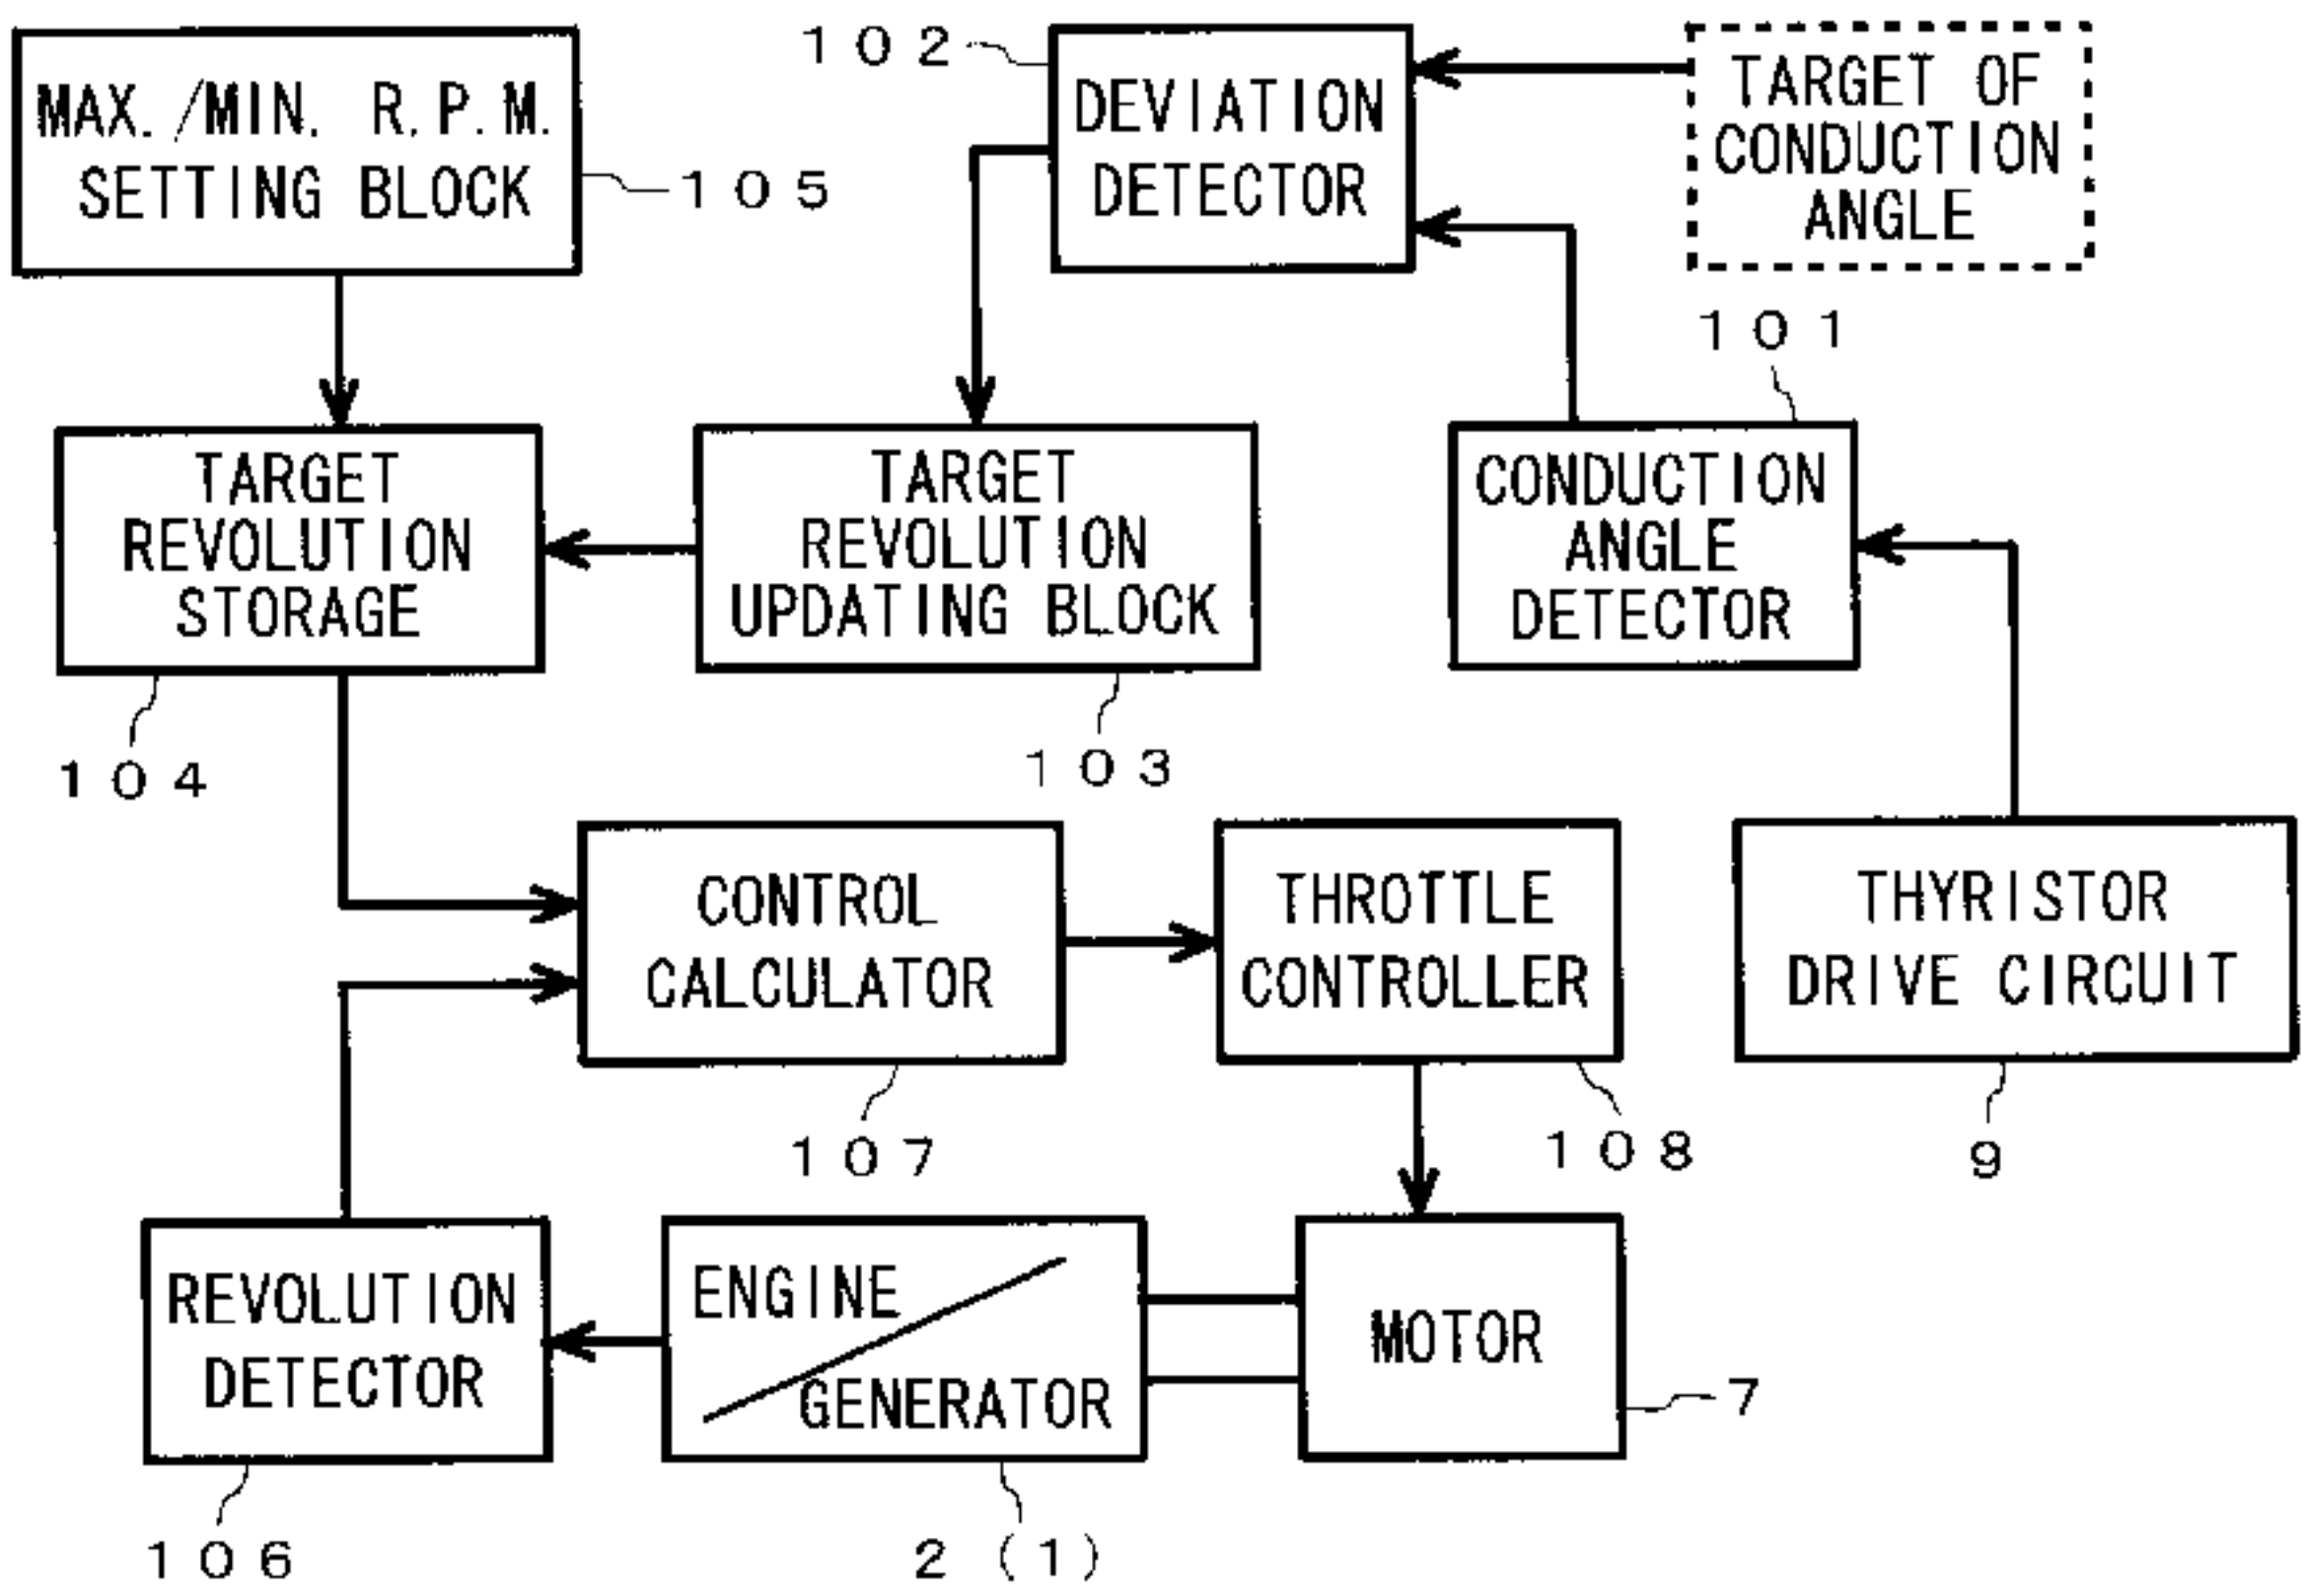 MAX./MIN. R.P.M.
SETTING BLOCK
105
102
DEVIATION
DETECTOR
TARGET OF
CONDUCTION
ANGLE
101
TARGET
REVOLUTION
STORAGE
104
TARGET
REVOLUTION
UPDATING BLOCK
103
CONDUCTION
ANGLE
DETECTOR
CONTROL
CALCULATOR
107
THROTTLE
CONTROLLER
108
THYRISTOR
DRIVE CIRCUIT
9
REVOLUTION
DETECTOR
106
ENGINE
GENERATOR
2(1)
MOTOR
7